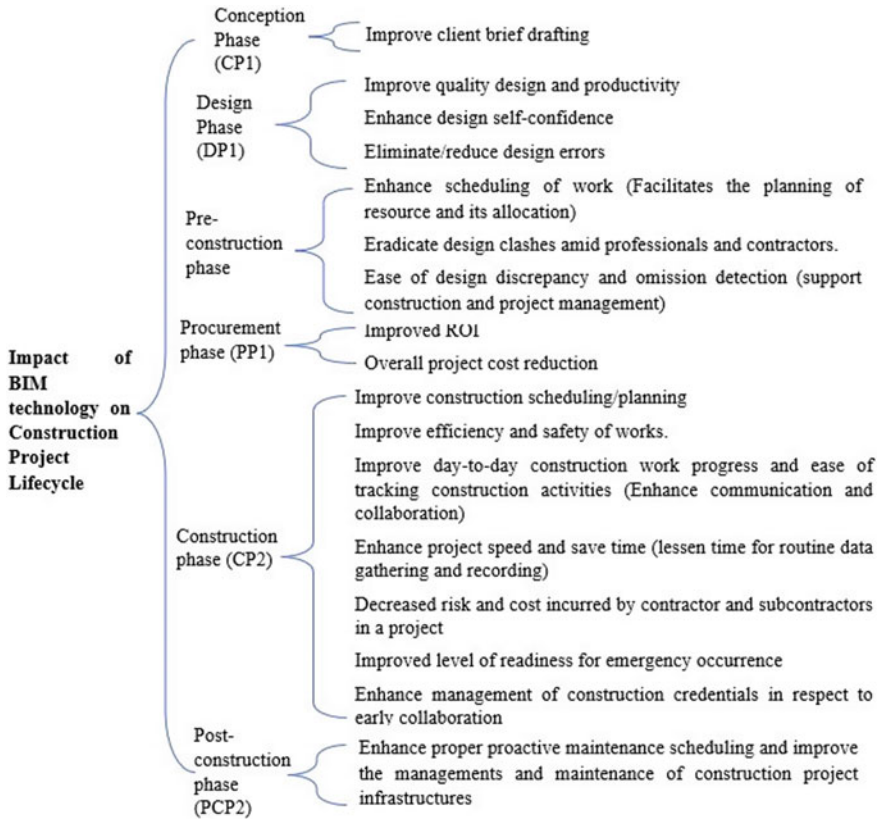 Impact of
BIM
technology on
Construction
Project
Lifecycle
Conception
Phase
(CP1)
Improve client brief drafting
Design
Phase
(DP1)
Improve quality design and productivity
Enhance design self-confidence
Eliminate/reduce design errors
Pre-
construction
phase
Enhance scheduling of work (Facilitates the planning of
resource and its allocation)
Eradicate design clashes amid professionals and contractors.
Ease of design discrepancy and omission detection (support
construction and project management)
Procurement
phase (PP1)
Improved ROI
Overall project cost reduction
Construction
phase (CP2)
Improve construction scheduling/planning
Improve efficiency and safety of works.
Improve day-to-day construction work progress and ease of
tracking construction activities (Enhance communication and
collaboration)
Enhance project speed and save time (lessen time for routine data
gathering and recording)
Decreased risk and cost incurred by contractor and subcontractors
in a project
Improved level of readiness for emergency occurrence
Enhance management of construction credentials in respect to
early collaboration
Post-
construction
phase
(PCP2)
Enhance proper proactive maintenance scheduling and improve
the managements and maintenance of construction project
infrastructures